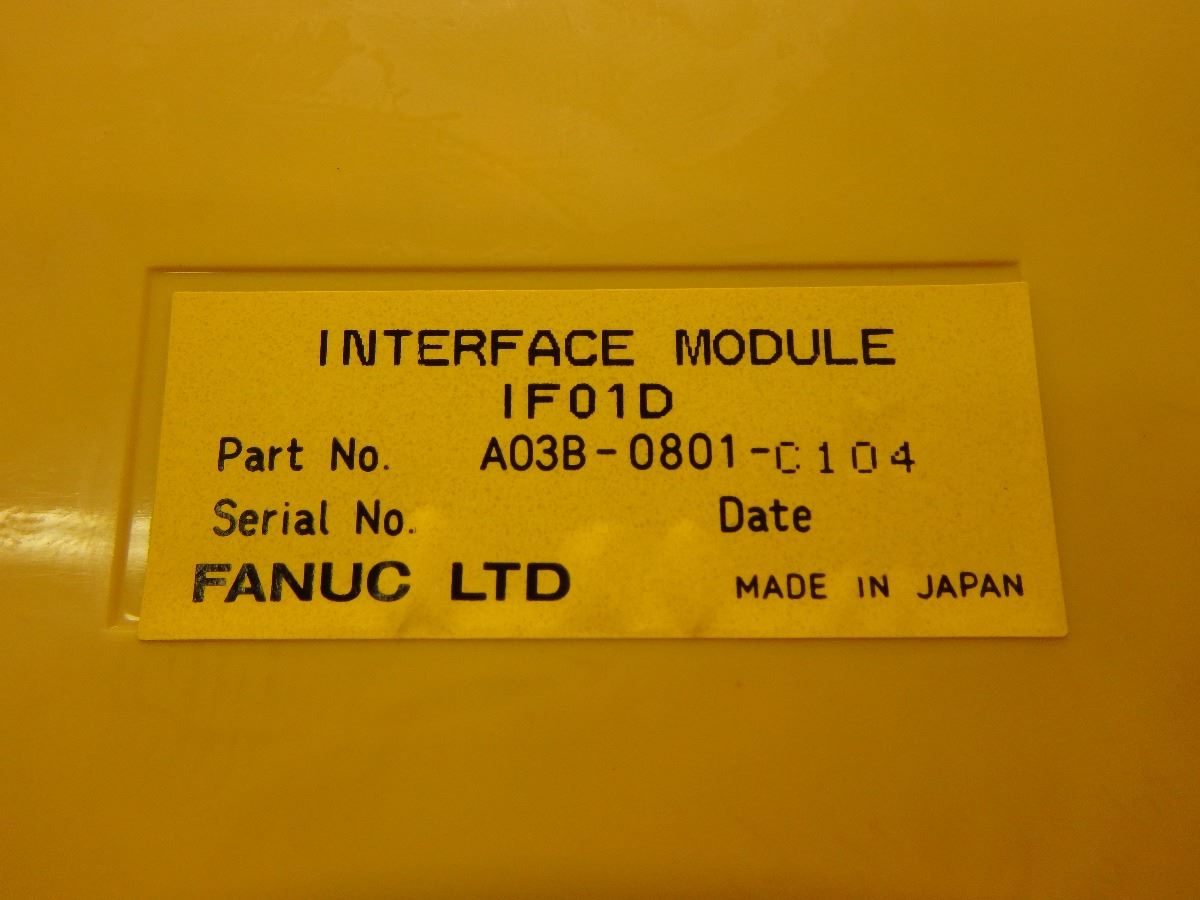 INTERFACE MODULE
IF01D
Part No. A03B-0801-C104
Serial No. Date
FANUC LTD MADE IN JAPAN